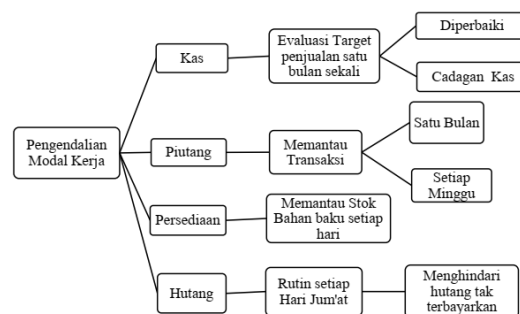 Pengendalian
Modal Kerja
Kas
Evaluasi Target
penjualan satu
bulan sekali
Diperbaiki
Cadagan Kas
Piutang
Memantau
Transaksi
Satu Bulan
Setiap
Minggu
Persediaan
Memantau Stok
Bahan baku setiap
hari
Hutang
Rutin setiap
Hari Jum'at
Menghindari
hutang tak
terbayarkan